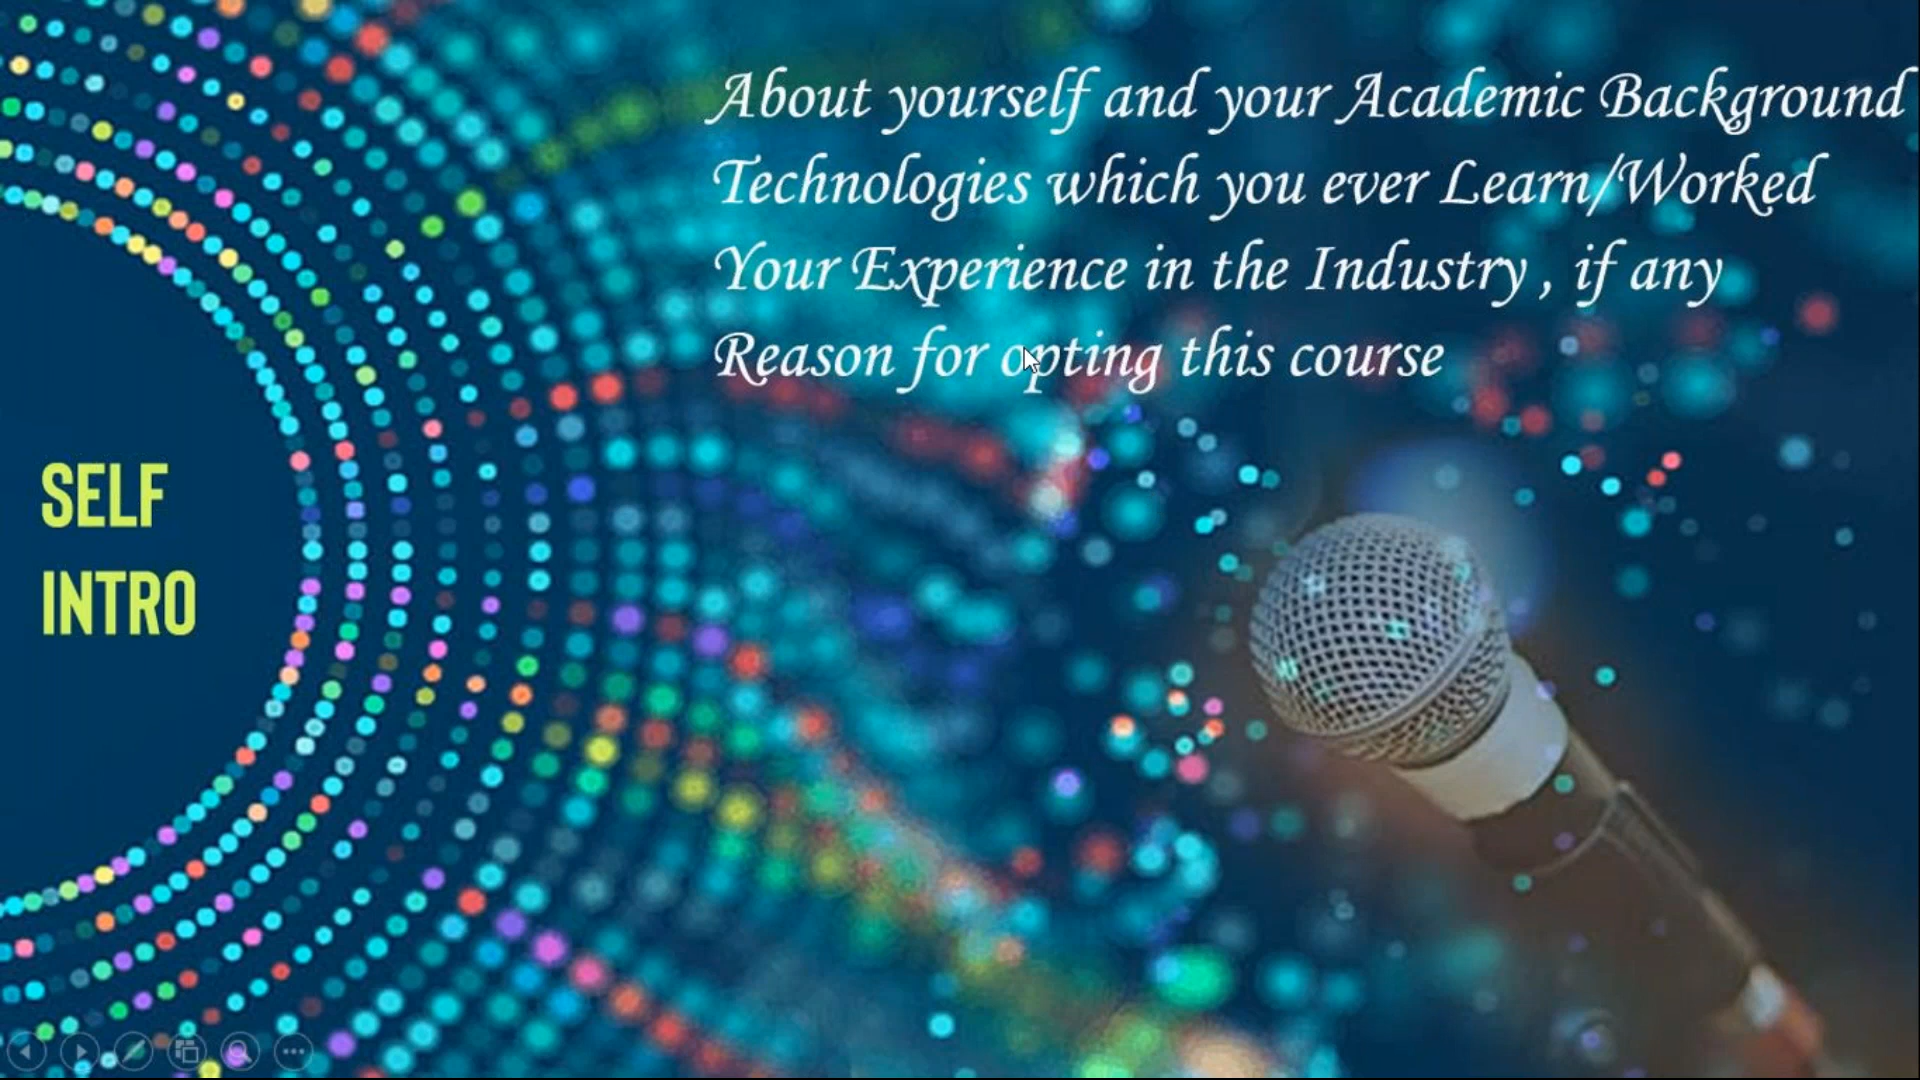 About yourself and your Academic Background
Technologies which you ever Learn/Worked
Your Experience in the Industry , if any
Reason for opting this course
SELF
INTRO